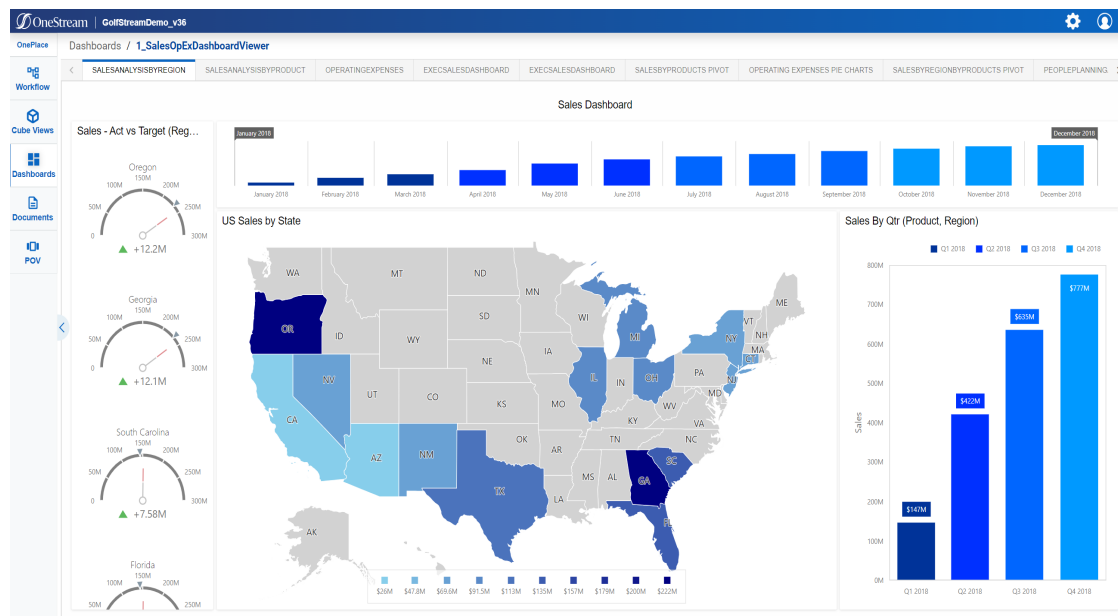 OneStream | GolfStreamDemo_v36
OnePlace
Dashboards / 1_SalesOpExDashboardViewer
Workflow
Cube Views
Dashboards
Documents
POV
SALESANALYSISBYREGION SALESANALYSISBYPRODUCT OPERATINGEXPENSES EXECSALESDASHBOARD EXECSALESDASHBOARD SALESBYPRODUCTS PIVOT OPERATING EXPENSES PIE CHARTS SALESBYREGIONBYPRODUCTS PIVOT PEOPLEPLANNING
Sales Dashboard
Sales - Act vs Target (Reg...
Oregon
150M
100M 200M
50M 250M
0 300M
+12.2M
Georgia
150M
100M 200M
50M 250M
0 300M
+12.1M
South Carolina
150M
100M 200M
50M 250M
0 300M
+7.58M
Florida
150M
100M 200M
50M 250M
January 2018 December 2018
January 2018 February 2018 March 2018 April 2018 May 2018 June 2018 July 2018 August 2018 September 2018 October 2018 November 2018 December 2018
US Sales by State
WA MT ND MN ME
OR ID SD WI MI VT NH
WY NY MA
CT
NV NE IA IL IN OH PA NJ
MD
CA UT CO KS MO WV VA
KY
AZ NM OK AR TN NC
SC
TX LA MS AL GA
FL
AK
$26M $47.8M $69.6M $91.5M $113M $135M $157M $179M $200M $222M
Sales By Qtr (Product, Region)
Q1 2018 Q2 2018 Q3 2018 Q4 2018
800M
700M
600M
500M
400M
300M
200M
100M
0M
Sales
$147M
$422M
$635M
$777M
Q1 2018 Q2 2018 Q3 2018 Q4 2018